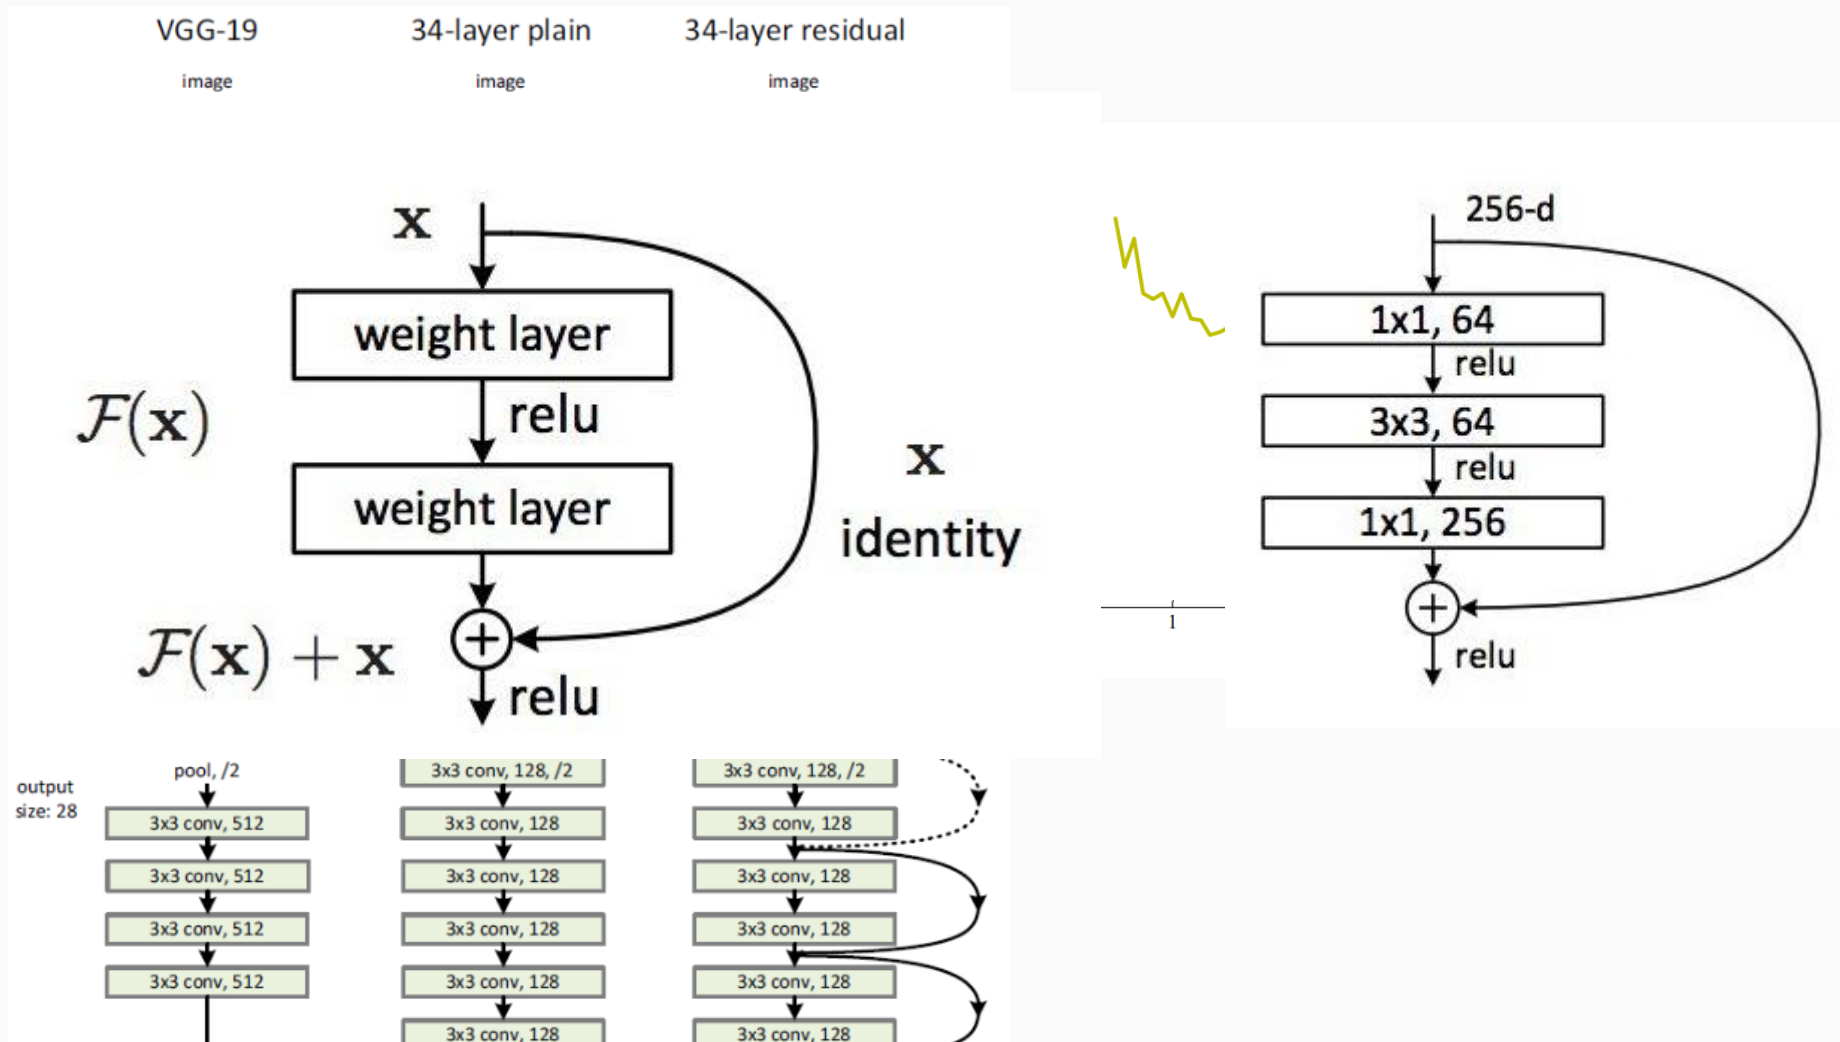 VGG-19
34-layer plain
34-layer residual
image
image
image
x
weight layer
F(x)
relu
weight layer
x
identity
F(x) + x
+
relu
256-d
1x1, 64
relu
3x3, 64
relu
1x1, 256
+
relu
1
output
size: 28
pool, /2
3x3 conv, 512
3x3 conv, 512
3x3 conv, 512
3x3 conv, 512
3x3 conv, 128, /2
3x3 conv, 128
3x3 conv, 128
3x3 conv, 128
3x3 conv, 128
3x3 conv, 128
3x3 conv, 128, /2
3x3 conv, 128
3x3 conv, 128
3x3 conv, 128
3x3 conv, 128
3x3 conv, 128